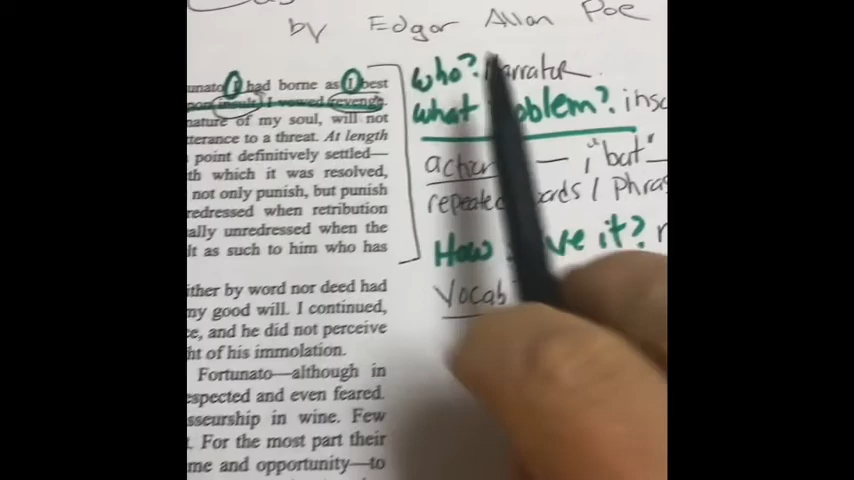 by Edgar Allan Poe
unato I had borne as I best
upon insult I vowed revenge.
nature of my soul, will not
tterance to a threat. At length
point definitively settled—
th which it was resolved,
not only punish, but punish
redressed when retribution
ally unredressed when the
lt as such to him who has
ither by word nor deed had
my good will. I continued,
ce, and he did not perceive
ht of his immolation.
Fortunato—although in
espected and even feared.
sseurship in wine. Few
t. For the most part their
me and opportunity—to
who? Narrator
what problem?
action — , "but"
repeated words / phras
How it?
Vocab